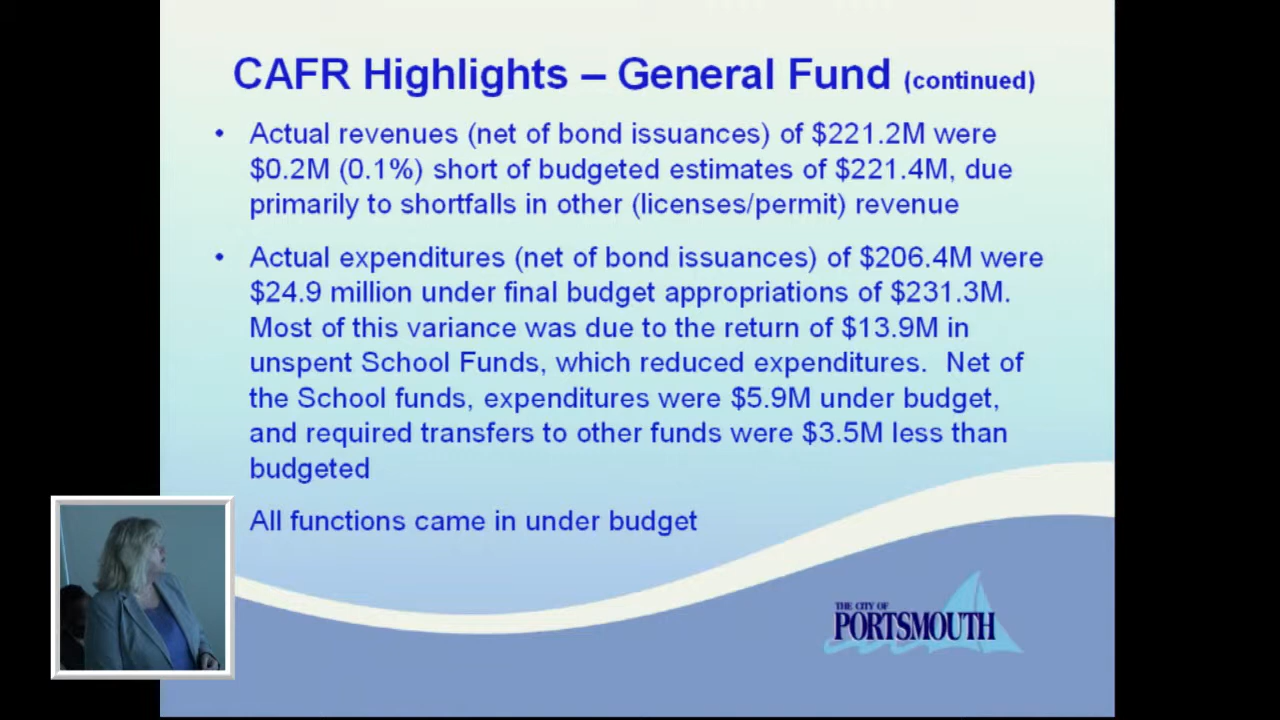 CAFR Highlights – General Fund (continued)
• Actual revenues (net of bond issuances) of $221.2M were
$0.2M (0.1%) short of budgeted estimates of $221.4M, due
primarily to shortfalls in other (licenses/permit) revenue
• Actual expenditures (net of bond issuances) of $206.4M were
$24.9 million under final budget appropriations of $231.3M.
Most of this variance was due to the return of $13.9M in
unspent School Funds, which reduced expenditures. Net of
the School funds, expenditures were $5.9M under budget,
and required transfers to other funds were $3.5M less than
budgeted
All functions came in under budget
THE CITY OF
PORTSMOUTH